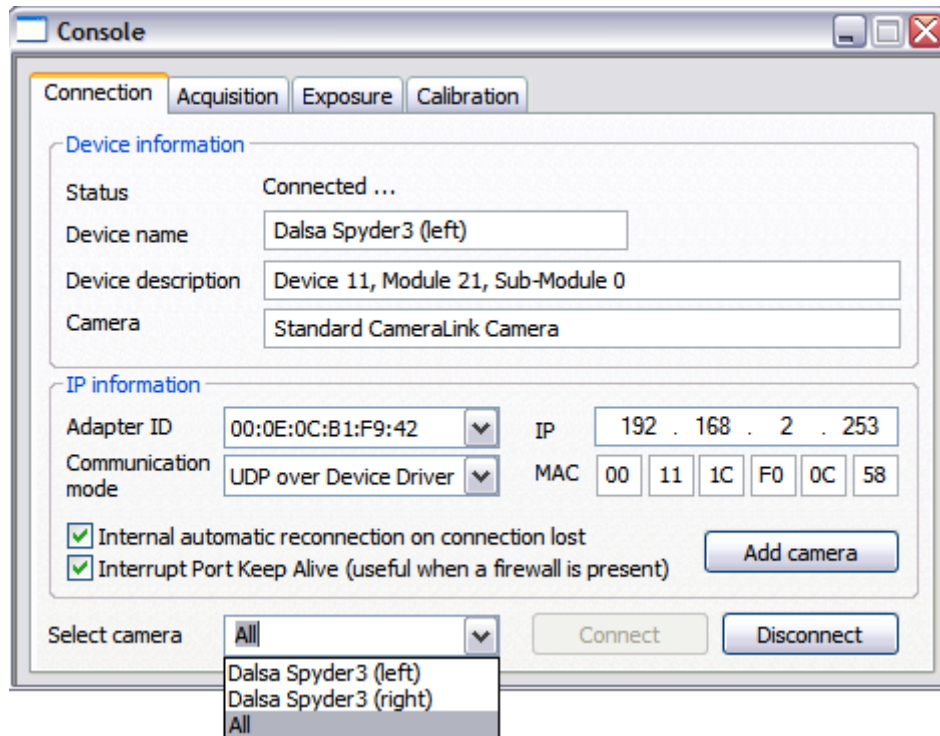 Console
Connection Acquisition Exposure Calibration
Device information
Status Connected ...
Device name Dalsa Spyder3 (left)
Device description Device 11, Module 21, Sub-Module 0
Camera Standard CameraLink Camera
IP information
Adapter ID 00:0E:0C:B1:F9:42 IP 192 . 168 . 2 . 253
Communication mode UDP over Device Driver MAC 00 11 1C F0 0C 58
Internal automatic reconnection on connection lost
Interrupt Port Keep Alive (useful when a firewall is present) Add camera
Select camera All Connect Disconnect
Dalsa Spyder3 (left)
Dalsa Spyder3 (right)
All